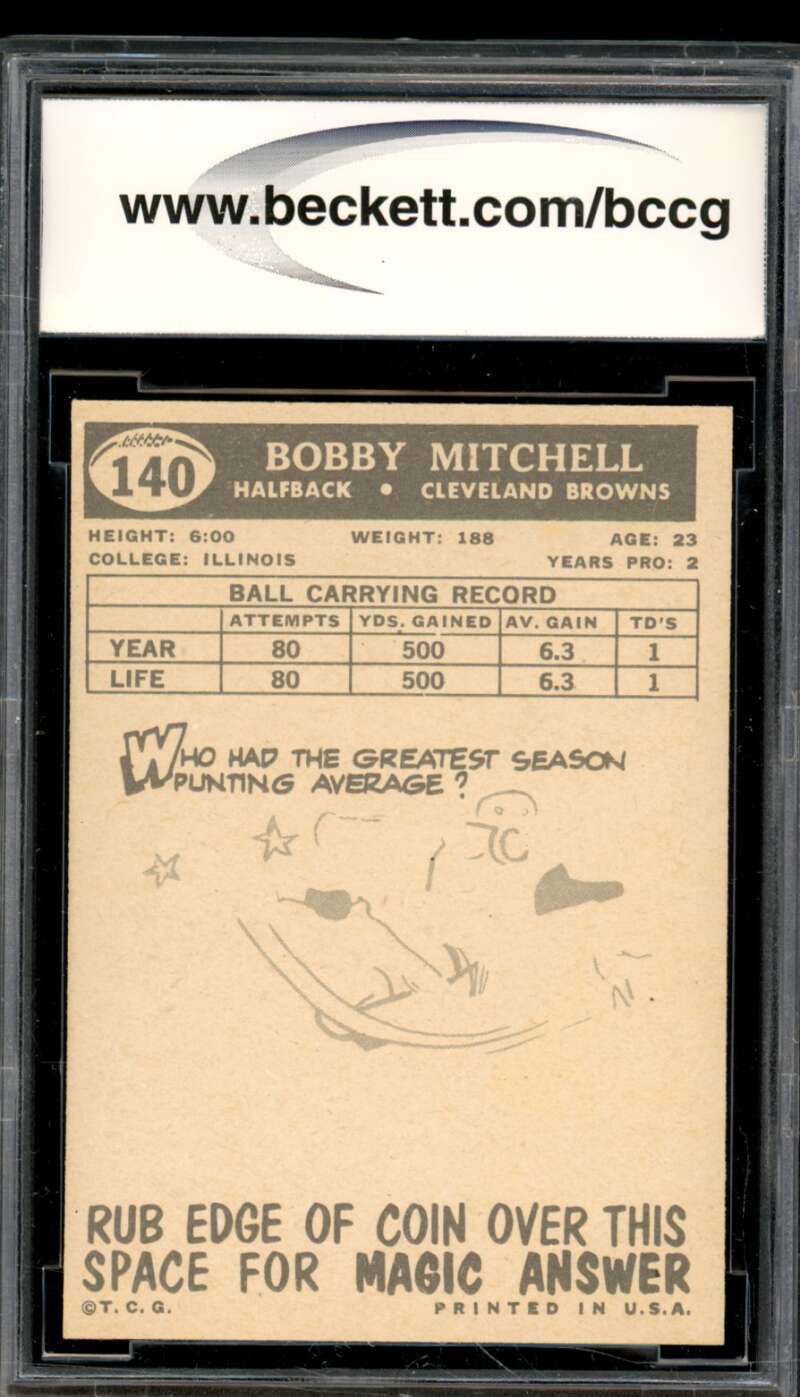 www.beckett.com/bccg
140
BOBBY MITCHELL
HALFBACK • CLEVELAND BROWNS
HEIGHT: 6:00 WEIGHT: 188 AGE: 23
COLLEGE: ILLINOIS YEARS PRO: 2
BALL CARRYING RECORD
ATTEMPTS YDS. GAINED AV. GAIN TD'S
YEAR 80 500 6.3 1
LIFE 80 500 6.3 1
WHO HAD THE GREATEST SEASON
PUNTING AVERAGE?
RUB EDGE OF COIN OVER THIS
SPACE FOR MAGIC ANSWER
©T.C.G. PRINTED IN U.S.A.